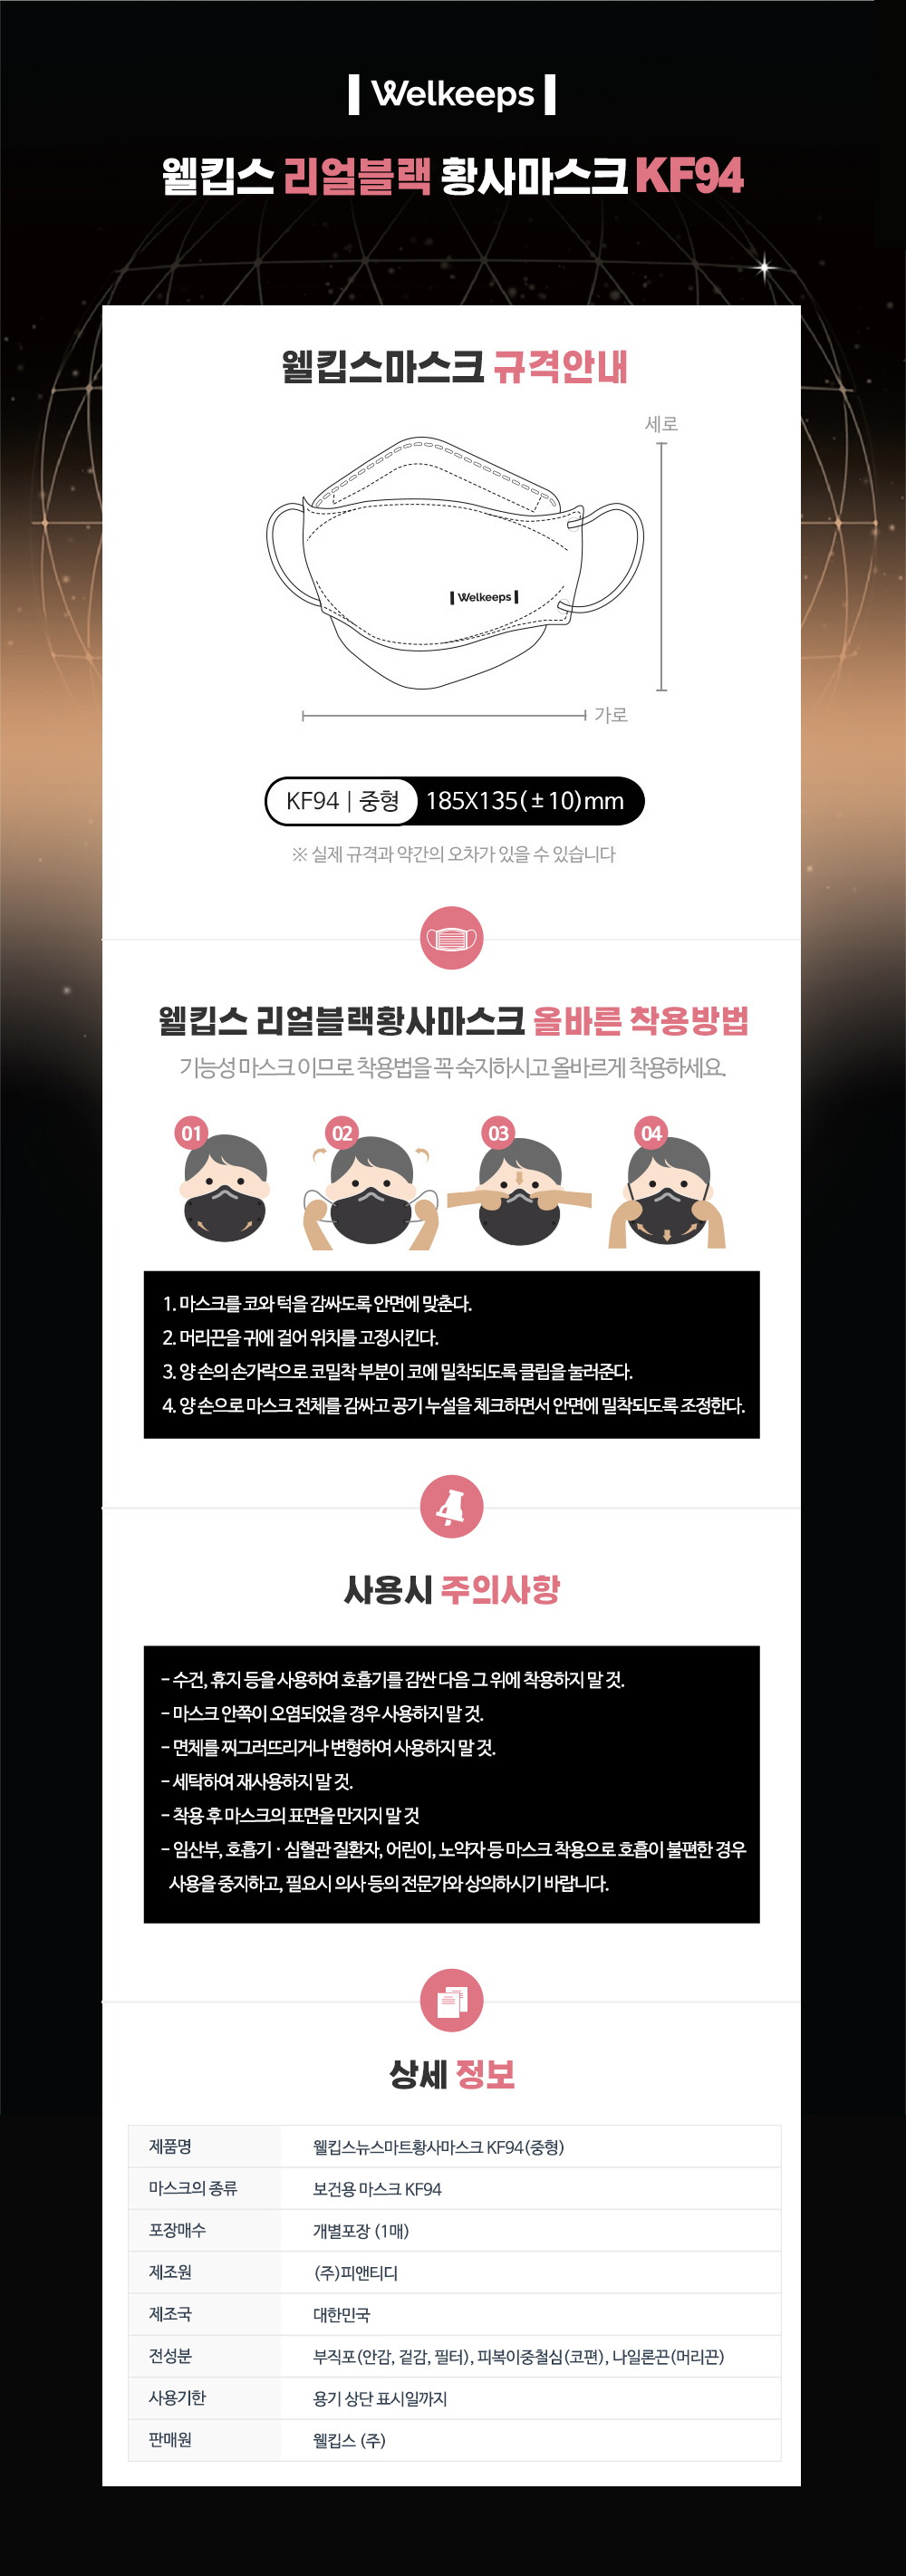 Welkeeps
웰킵스 리얼블랙 황사마스크 KF94
웰킵스마스크 규격안내
세로
Welkeeps
가로
KF94 | 중형 185X135(±10)mm
※ 실제 규격과 약간의 오차가 있을 수 있습니다
웰킵스 리얼블랙황사마스크 올바른 착용방법
기능성 마스크 이므로 착용법을 꼭 숙지하시고 올바르게 착용하세요.
01 02 03 04
1. 마스크를 코와 턱을 감싸도록 안면에 맞춘다.
2. 머리끈을 귀에 걸어 위치를 고정시킨다.
3. 양 손의 손가락으로 코밀착 부분이 코에 밀착되도록 클립을 눌러준다.
4. 양 손으로 마스크 전체를 감싸고 공기 누설을 체크하면서 안면에 밀착되도록 조정한다.
사용시 주의사항
- 수건, 휴지 등을 사용하여 호흡기를 감싼 다음 그 위에 착용하지 말 것.
- 마스크 안쪽이 오염되었을 경우 사용하지 말 것.
- 면체를 찌그러뜨리거나 변형하여 사용하지 말 것.
- 세탁하여 재사용하지 말 것.
- 착용 후 마스크의 표면을 만지지 말 것
- 임산부, 호흡기 · 심혈관 질환자, 어린이, 노약자 등 마스크 착용으로 호흡이 불편한 경우
사용을 중지하고, 필요시 의사 등의 전문가와 상의하시기 바랍니다.
상세 정보
제품명 웰킵스뉴스마트황사마스크 KF94(중형)
마스크의 종류 보건용 마스크 KF94
포장매수 개별포장 (1매)
제조원 (주)피앤티디
제조국 대한민국
전성분 부직포(안감, 겉감, 필터), 피복이중철심(코편), 나일론끈(머리끈)
사용기한 용기 상단 표시일까지
판매원 웰킵스 (주)